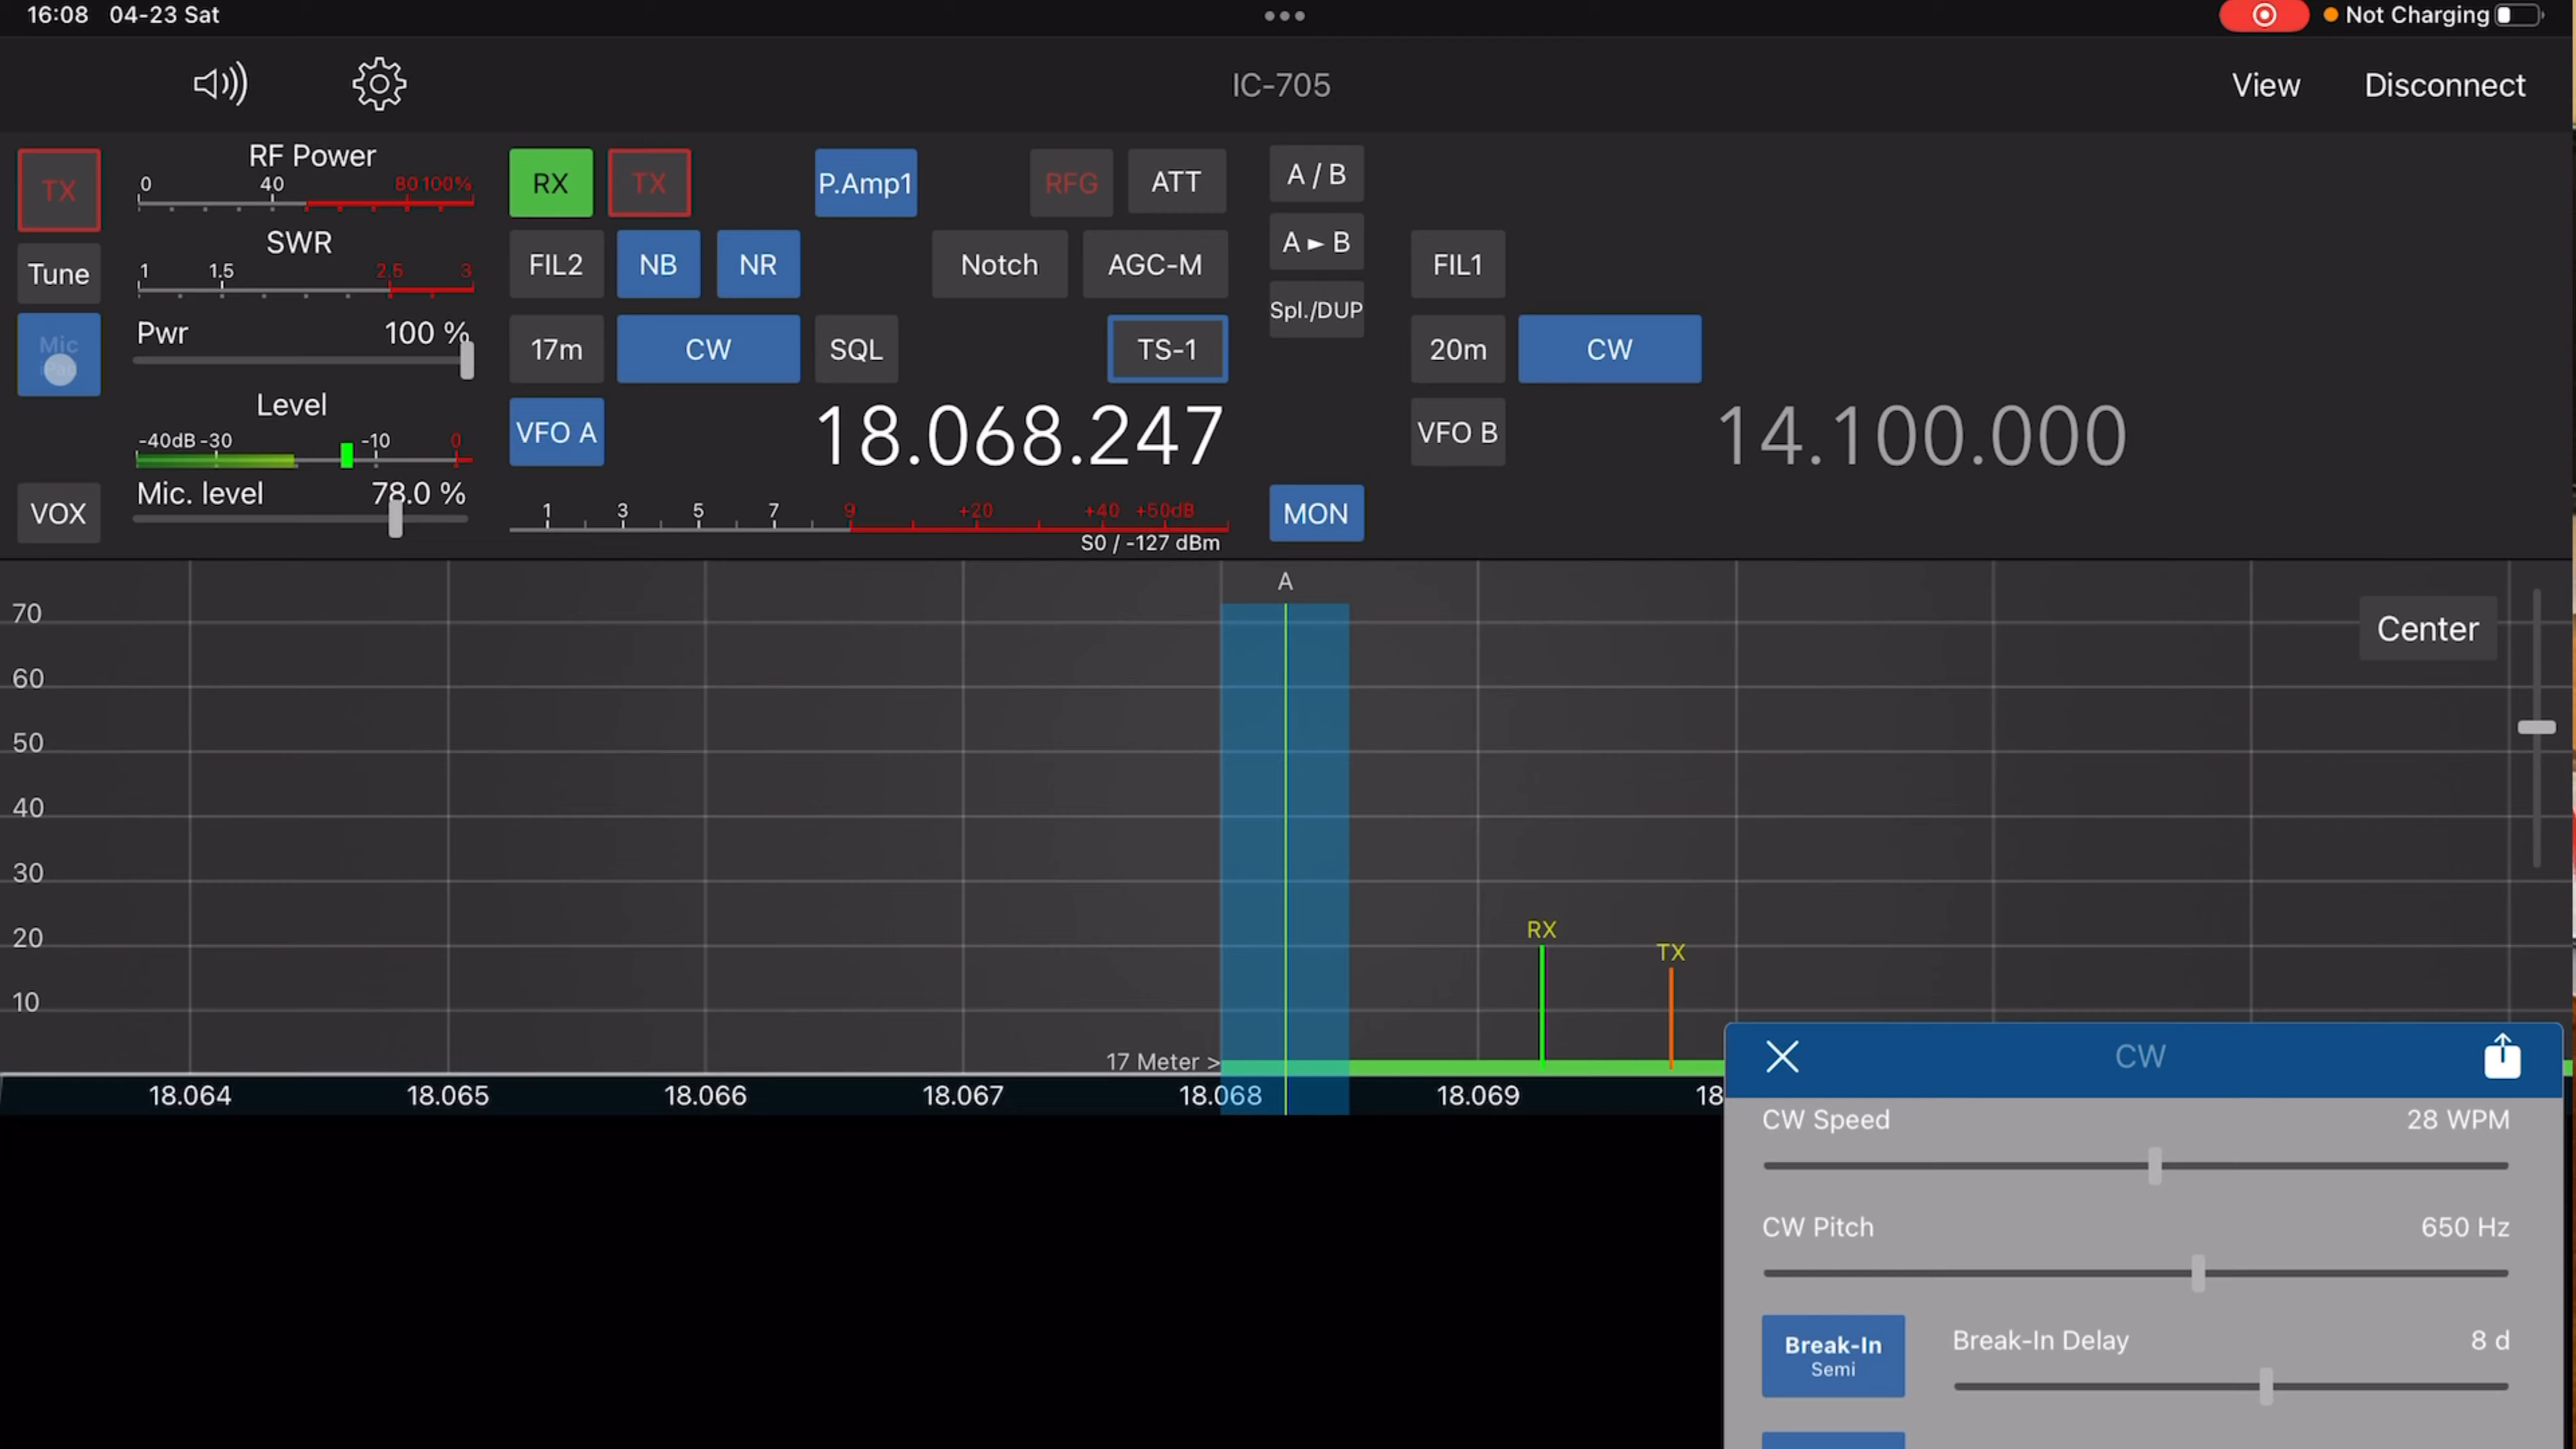 16:08 04-23 Sat
Not Charging
IC-705
View Disconnect
TX
RF Power
0 40 80 100%
RX TX P.Amp1 RFG ATT A / B
SWR
1 1.5 2.5 3
Tune
FIL2 NB NR Notch AGC-M A ► B FIL1
Spl./DUP
Mic
Pwr 100 %
17m CW SQL TS-1 20m CW
Level
-40dB -30 -10 0
VFO A 18.068.247 VFO B 14.100.000
VOX Mic. level 78.0 %
1 3 5 7 9 +20 +40 +50dB
S0 / -127 dBm
MON
A
70
60
50
40
30
20
10
Center
RX
TX
17 Meter >
18.064 18.065 18.066 18.067 18.068 18.069 18
CW
CW Speed 28 WPM
CW Pitch 650 Hz
Break-In
Semi
Break-In Delay 8 d